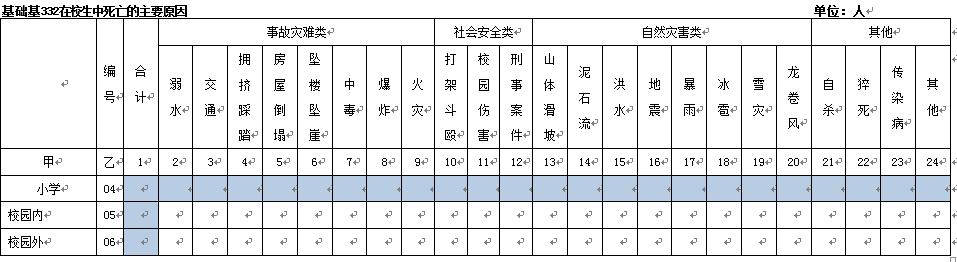 基础基332在校生中死亡的主要原因 单位：人
事故灾难类 社会安全类 自然灾害类 其他
编号 合计 弱水 交通 拥挤踩踏 房屋倒塌 坠楼坠崖 中毒 爆炸 火灾 打架斗殴 校园伤害 刑事案件 山体滑坡 泥石流 洪水 地震 暴雨 冰雹 雪灾 龙卷风 自杀 猝死 传染病 其他
甲 乙 1 2 3 4 5 6 7 8 9 10 11 12 13 14 15 16 17 18 19 20 21 22 23 24
小学 04
校园内 05
校园外 06